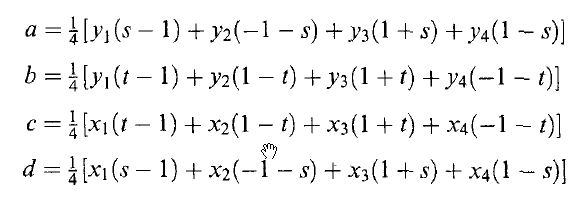 a = ¼[y₁(s − 1) + y₂(−1 − s) + y₃(1 + s) + y₄(1 − s)]
b = ¼[y₁(t − 1) + y₂(1 − t) + y₃(1 + t) + y₄(−1 − t)]
c = ¼[x₁(t − 1) + x₂(1 − t) + x₃(1 + t) + x₄(−1 − t)]
d = ¼[x₁(s − 1) + x₂(−1 − s) + x₃(1 + s) + x₄(1 − s)]